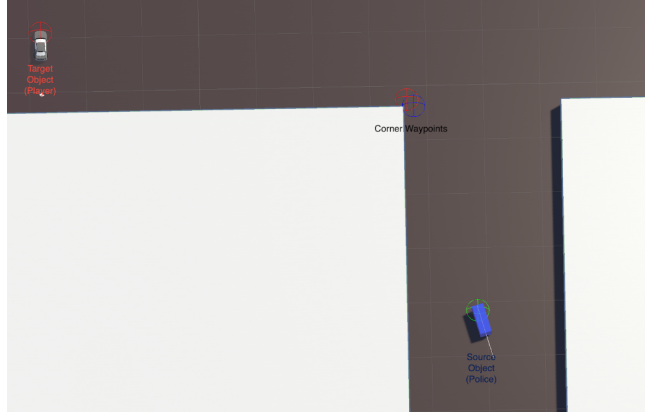 Target
Object
(Player)
Corner Waypoints
Source
Object
(Police)